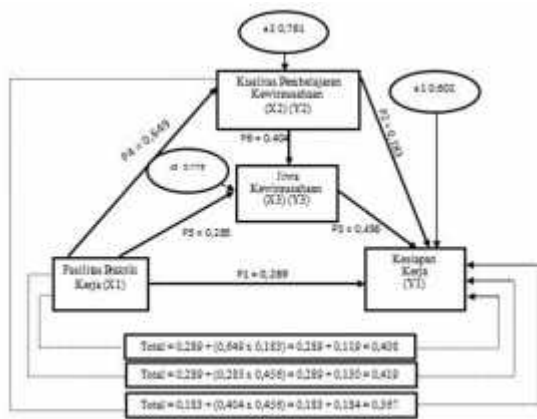 e2 0,761
Kualitas Pembelajaran
Kewirausahaan
(X2) (Y2)
e1 0,602
P4 = 0,649
P6 = 0,404
P2 = 0,183
Jiwa
Kewirausahaan
(X3) (Y3)
P5 = 0,285
P3 = 0,456
Fasilitas Praktik
Kerja (X1)
P1 = 0,289
Kesiapan
Kerja
(Y1)
Total = 0,289 + (0,649 x 0,183) = 0,289 + 0,119 = 0,408
Total = 0,289 + (0,285 x 0,456) = 0,289 + 0,130 = 0,419
Total = 0,183 + (0,404 x 0,456) = 0,183 + 0,184 = 0,367